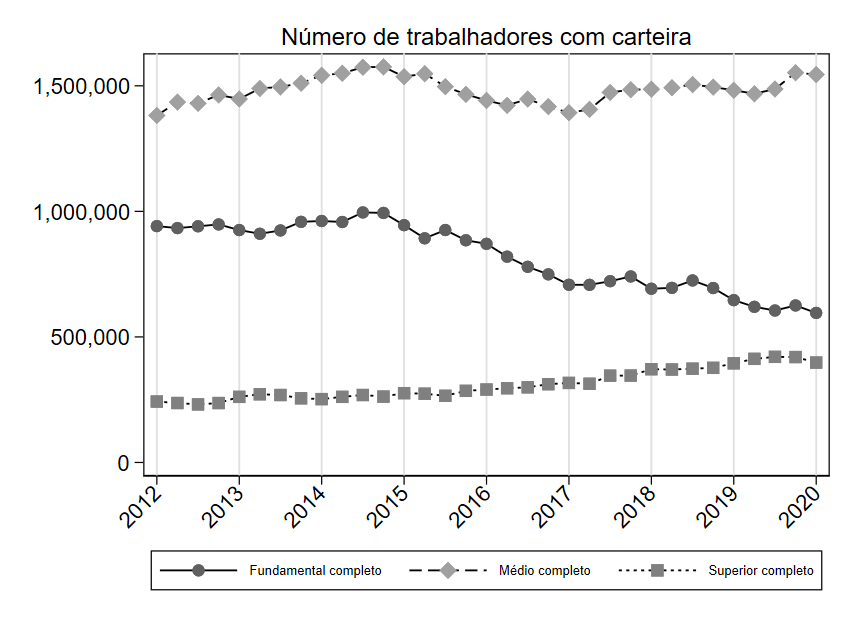 Número de trabalhadores com carteira
1,500,000
1,000,000
500,000
0
2012 2013 2014 2015 2016 2017 2018 2019 2020
Fundamental completo Médio completo Superior completo